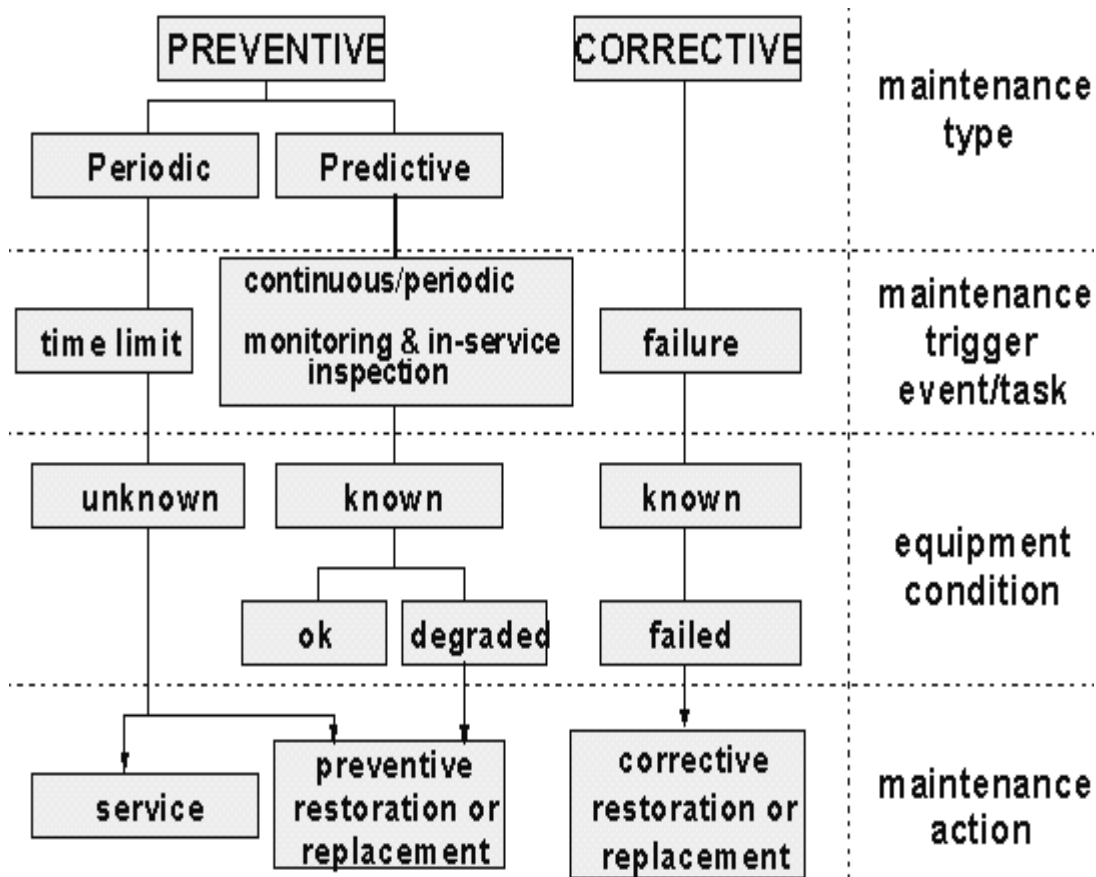 PREVENTIVE
CORRECTIVE
maintenance
type
Periodic
Predictive
time limit
continuous/periodic
monitoring & in-service
inspection
failure
maintenance
trigger
event/task
unknown
known
known
equipment
condition
ok
degraded
failed
service
preventive
restoration or
replacement
corrective
restoration or
replacement
maintenance
action